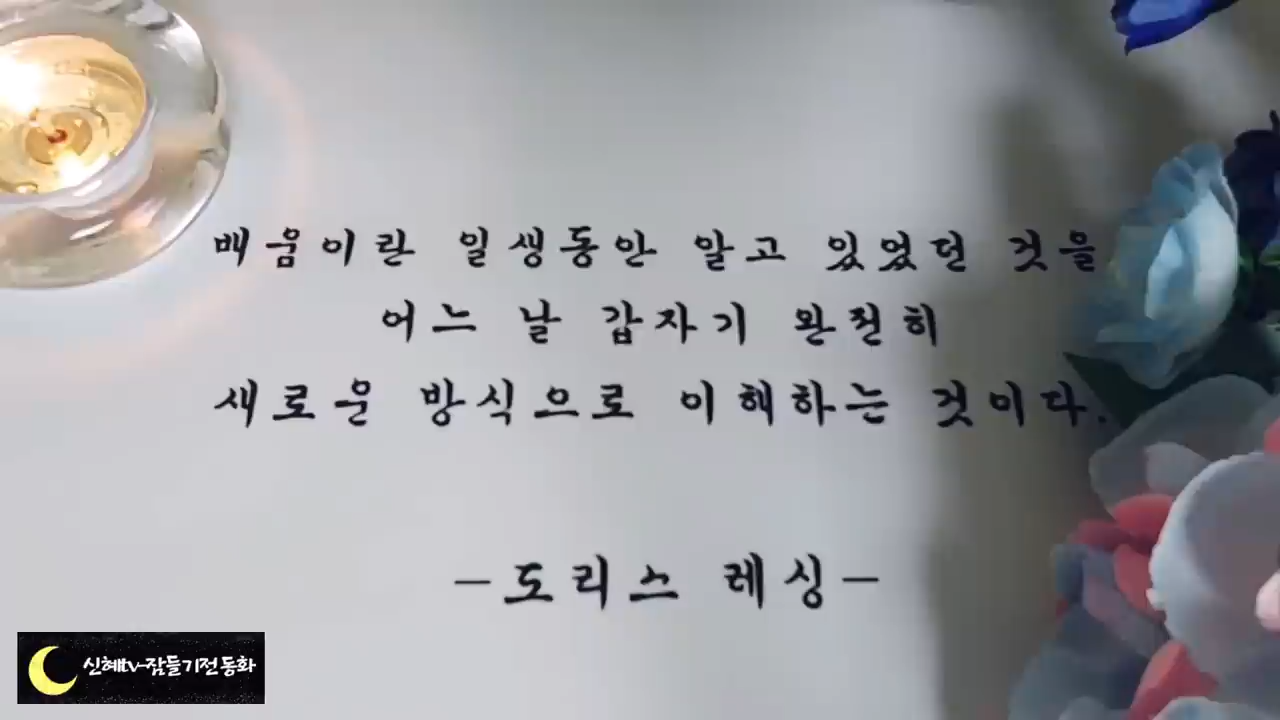 배움이란 일생동안 알고 있었던 것을
어느 날 갑자기 완전히
새로운 방식으로 이해하는 것이다.
-도리스 레싱-
신혜tv-잠들기전 동화